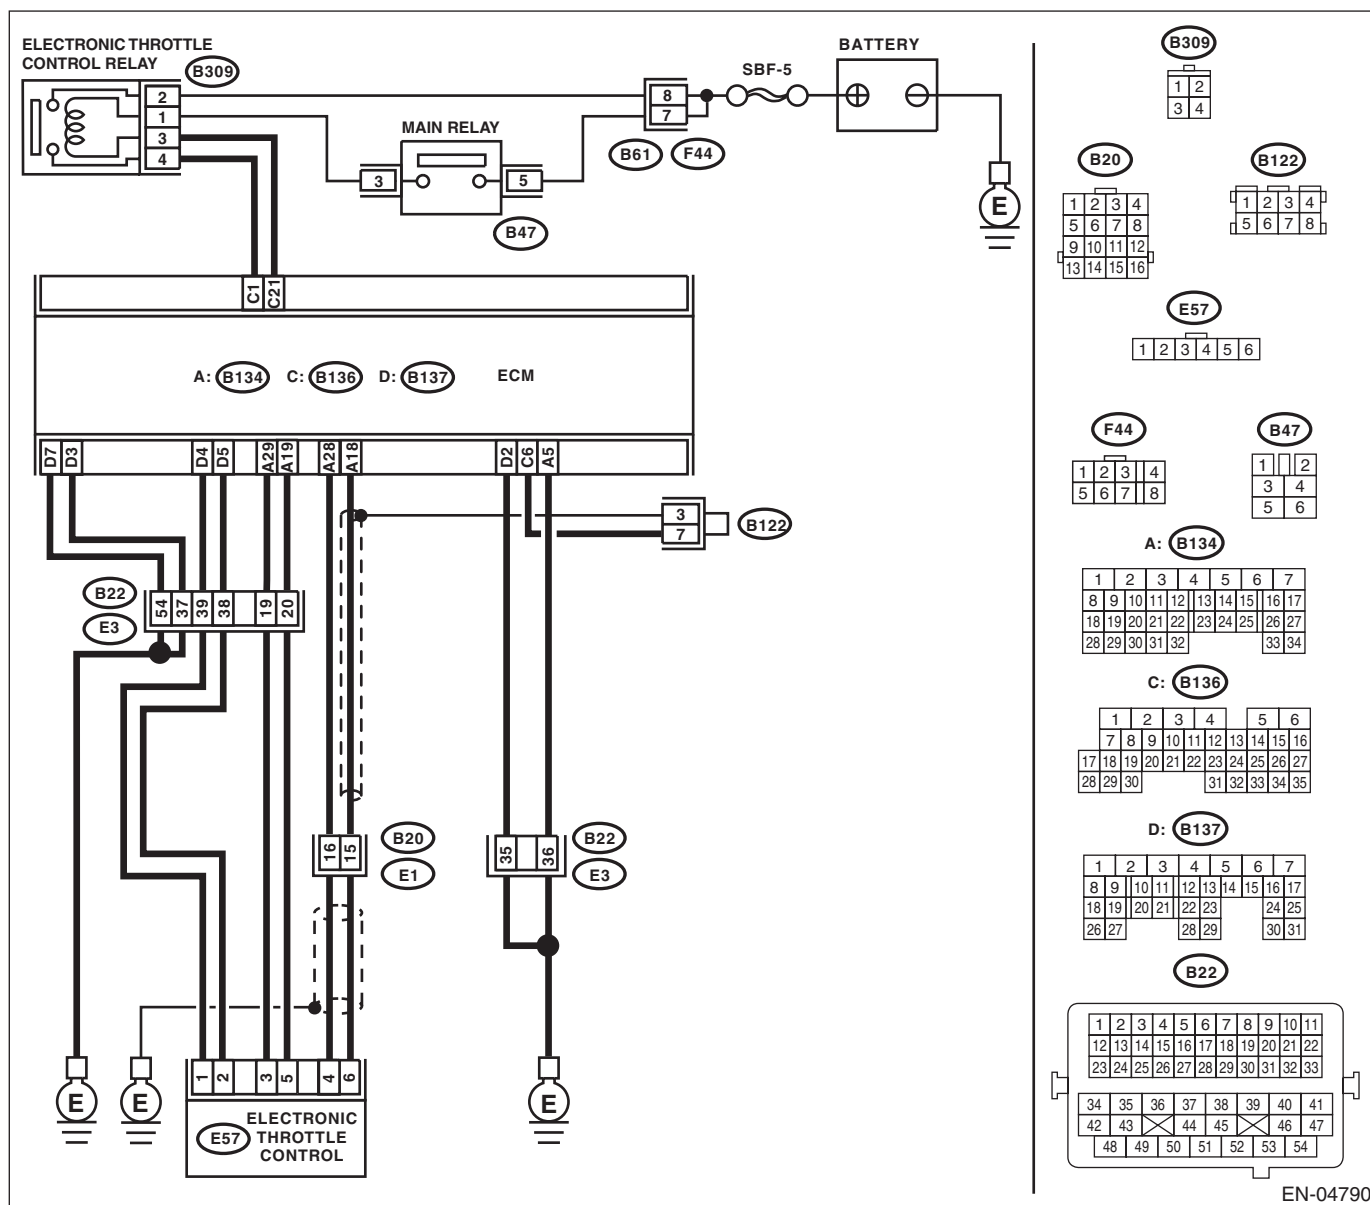 ELECTRONIC THROTTLE
CONTROL RELAY
B309
2
1
3
4
MAIN RELAY
3
5
B47
8
7
B61 F44
SBF-5
BATTERY
E
C1 C21
A: B134 C: B136 D: B137 ECM
D7 D3 D4 D5 A29 A19 A28 A18 D2 C6 A5
3
7
B122
B22
E3
54 37 39 38 19 20
16 15
B20
E1
35 36
B22
E3
E E E
1 2 3 5 4 6
E57
ELECTRONIC
THROTTLE
CONTROL
B309
1 2
3 4
B20
1 2 3 4
5 6 7 8
9 10 11 12
13 14 15 16
B122
1 2 3 4
5 6 7 8
E57
1 2 3 4 5 6
F44
1 2 3 4
5 6 7 8
B47
1 2
3 4
5 6
A: B134
1 2 3 4 5 6 7
8 9 10 11 12 13 14 15 16 17
18 19 20 21 22 23 24 25 26 27
28 29 30 31 32 33 34
C: B136
1 2 3 4 5 6
7 8 9 10 11 12 13 14 15 16
17 18 19 20 21 22 23 24 25 26 27
28 29 30 31 32 33 34 35
D: B137
1 2 3 4 5 6 7
8 9 10 11 12 13 14 15 16 17
18 19 20 21 22 23 24 25
26 27 28 29 30 31
B22
1 2 3 4 5 6 7 8 9 10 11
12 13 14 15 16 17 18 19 20 21 22
23 24 25 26 27 28 29 30 31 32 33
34 35 36 37 38 39 40 41
42 43 44 45 46 47
48 49 50 51 52 53 54
EN-04790